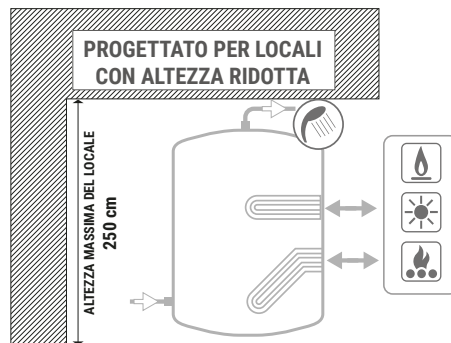 PROGETTATO PER LOCALI
CON ALTEZZA RIDOTTA
ALTEZZA MASSIMA DEL LOCALE
250 cm